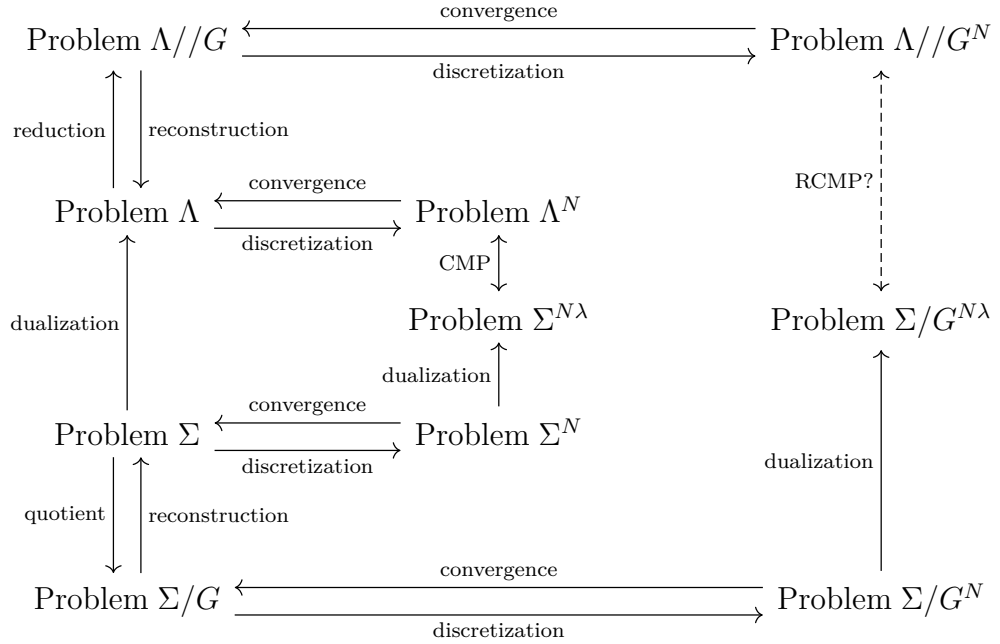 convergence
Problem Λ//G
Problem Λ//G^N
discretization
reduction
reconstruction
convergence
RCMP?
Problem Λ
Problem Λ^N
discretization
CMP
dualization
Problem Σ^{Nλ}
Problem Σ/G^{Nλ}
dualization
convergence
Problem Σ
Problem Σ^N
discretization
dualization
quotient
reconstruction
convergence
Problem Σ/G
Problem Σ/G^N
discretization